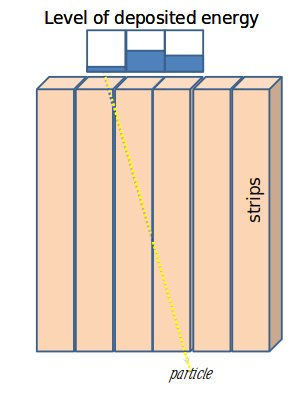 Level of deposited energy
strips
particle